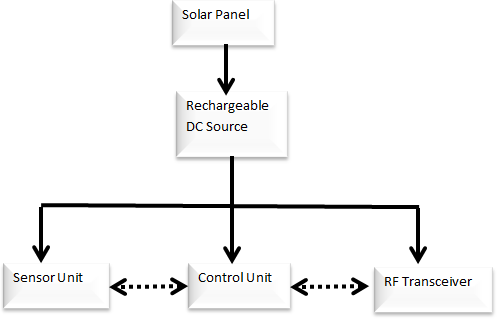 Solar Panel
Rechargeable
DC Source
Sensor Unit
Control Unit
RF Transceiver